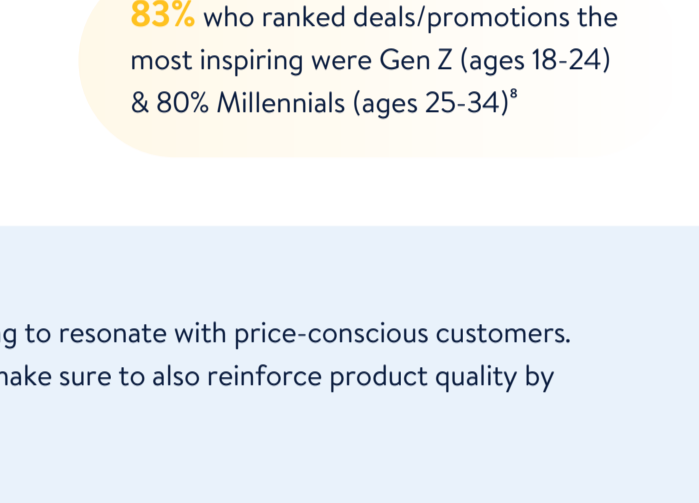 83% who ranked deals/promotions the
most inspiring were Gen Z (ages 18-24)
& 80% Millennials (ages 25-34)⁸
to resonate with price-conscious customers.
sure to also reinforce product quality by